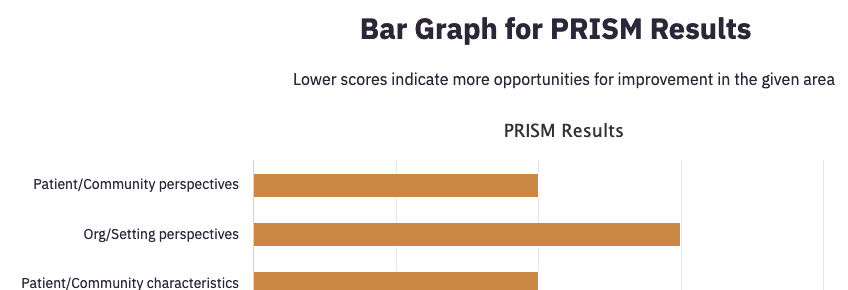 Bar Graph for PRISM Results
Lower scores indicate more opportunities for improvement in the given area
PRISM Results
Patient/Community perspectives
Org/Setting perspectives
Patient/Community characteristics